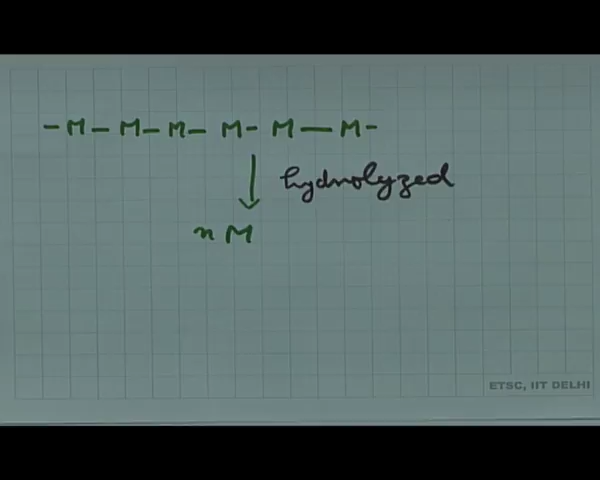 - M - M - M - M - M - M -
hydrolyzed
n M
ETSC, IIT DELHI